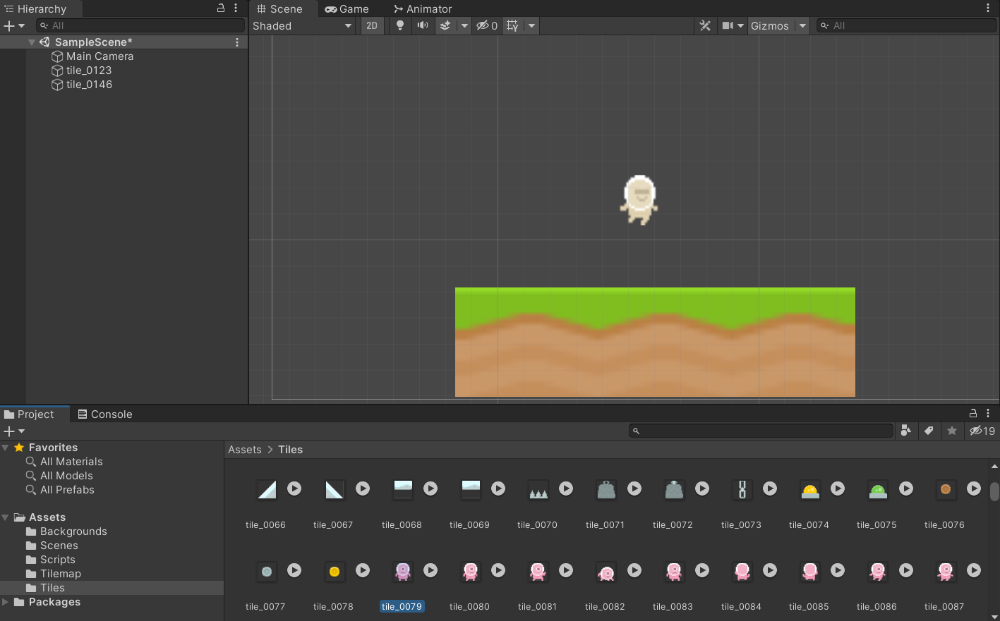 Hierarchy
Scene
Game
Animator
All
Shaded
2D
0
Gizmos
All
SampleScene*
Main Camera
tile_0123
tile_0146
Project
Console
19
Favorites
All Materials
All Models
All Prefabs
Assets
Backgrounds
Scenes
Scripts
Tilemap
Tiles
Packages
Assets > Tiles
tile_0066 tile_0067 tile_0068 tile_0069 tile_0070 tile_0071 tile_0072 tile_0073 tile_0074 tile_0075 tile_0076
tile_0077 tile_0078 tile_0079 tile_0080 tile_0081 tile_0082 tile_0083 tile_0084 tile_0085 tile_0086 tile_0087